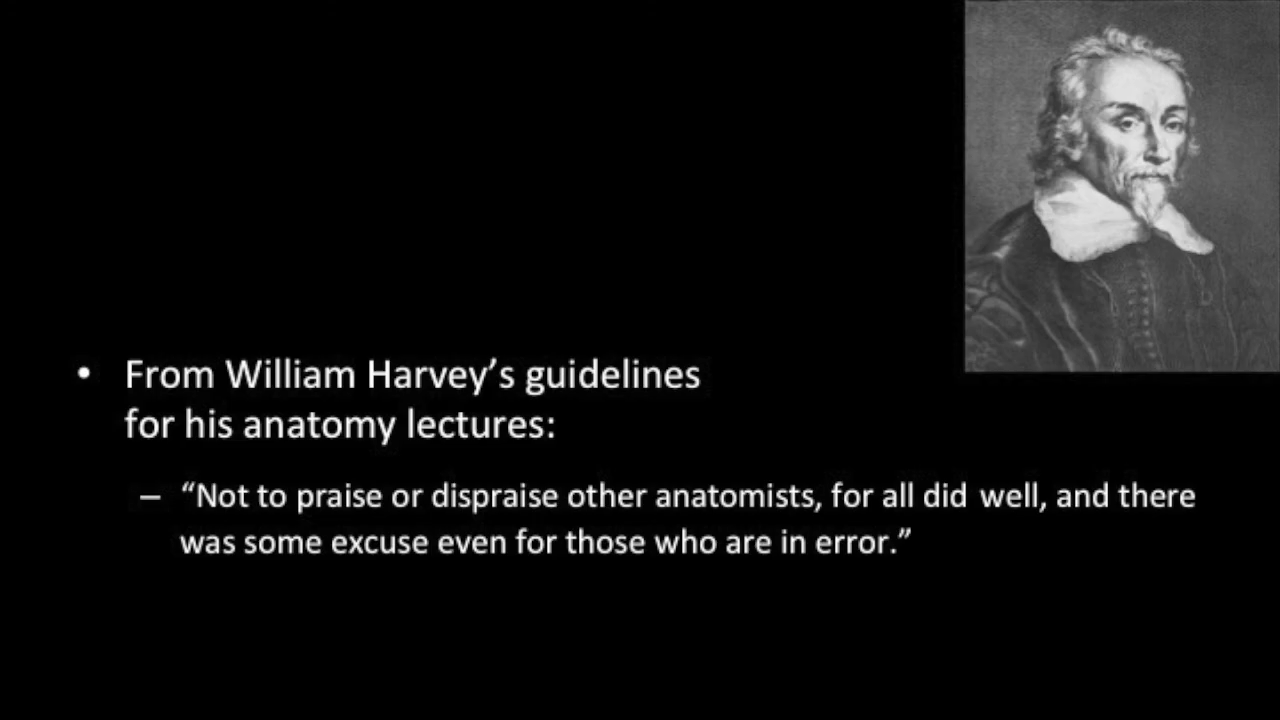 • From William Harvey’s guidelines
for his anatomy lectures:
– “Not to praise or dispraise other anatomists, for all did well, and there
was some excuse even for those who are in error.”